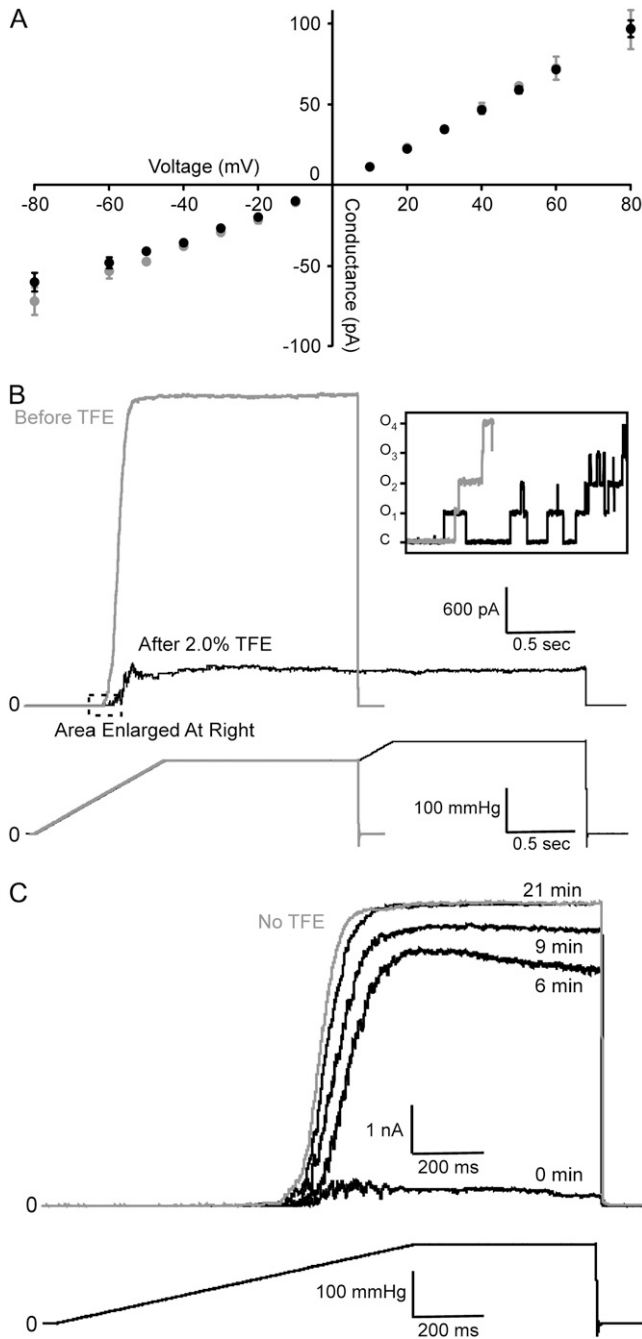 A
100
50
0
Voltage (mV)
-80 -60 -40 -20
20 40 60 80
-50
-100
Conductance (pA)
B
Before TFE
O4
O3
O2
O1
C
600 pA
0.5 sec
After 2.0% TFE
0
Area Enlarged At Right
100 mmHg
0.5 sec
0
C
No TFE
21 min
9 min
6 min
1 nA
200 ms
0 min
0
100 mmHg
200 ms
0